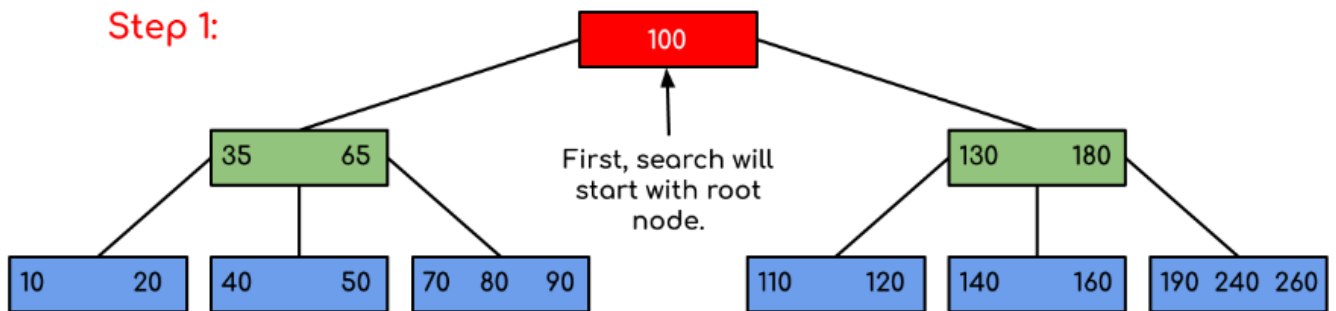 Step 1:
100
35 65
First, search will
start with root
node.
130 180
10 20
40 50
70 80 90
110 120
140 160
190 240 260